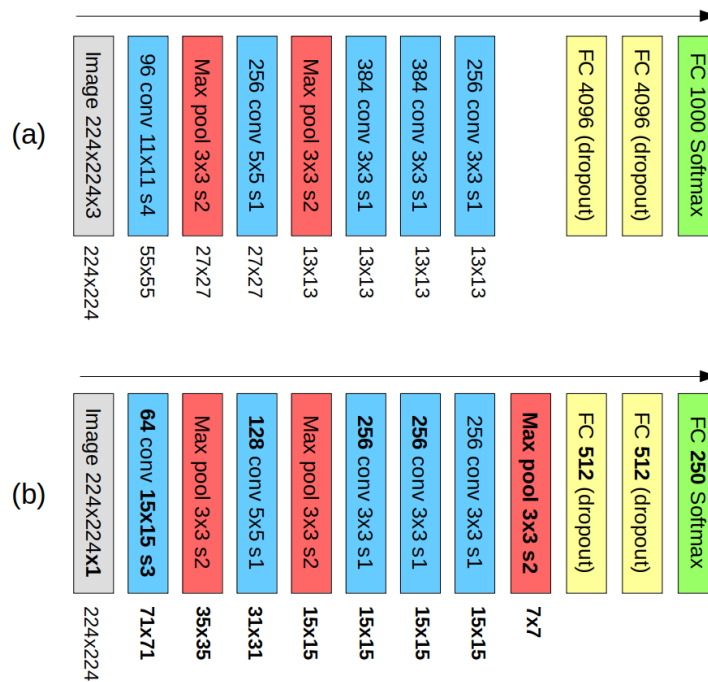 (a)
Image 224x224x3
96 conv 11x11 s4
Max pool 3x3 s2
256 conv 5x5 s1
Max pool 3x3 s2
384 conv 3x3 s1
384 conv 3x3 s1
256 conv 3x3 s1
FC 4096 (dropout)
FC 4096 (dropout)
FC 1000 Softmax
224x224
55x55
27x27
27x27
13x13
13x13
13x13
13x13
(b)
Image 224x224x1
64 conv 15x15 s3
Max pool 3x3 s2
128 conv 5x5 s1
Max pool 3x3 s2
256 conv 3x3 s1
256 conv 3x3 s1
256 conv 3x3 s1
Max pool 3x3 s2
FC 512 (dropout)
FC 512 (dropout)
FC 250 Softmax
224x224
71x71
35x35
31x31
15x15
15x15
15x15
15x15
7x7